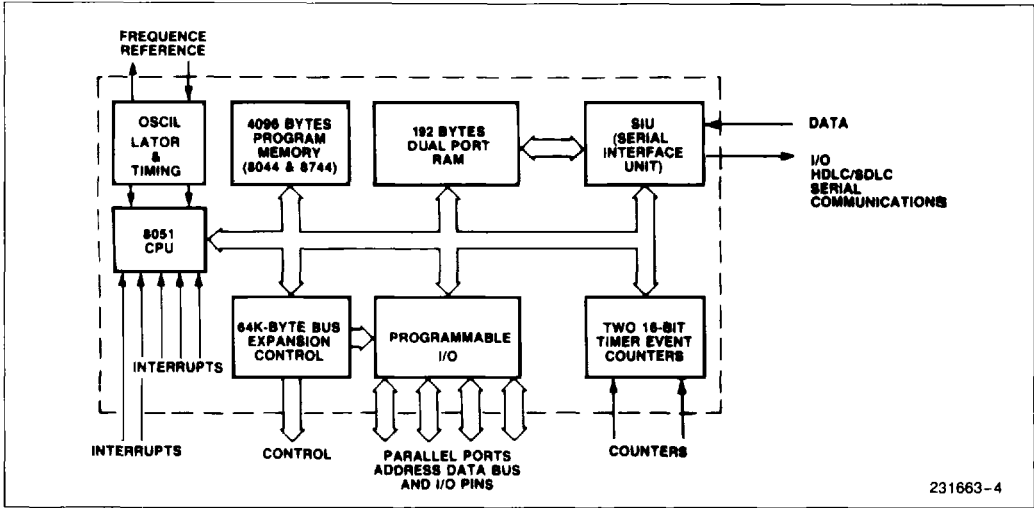 FREQUENCE
REFERENCE
OSCIL
LATOR
&
TIMING
4096 BYTES
PROGRAM
MEMORY
(8044 & 8744)
192 BYTES
DUAL PORT
RAM
SIU
(SERIAL
INTERFACE
UNIT)
DATA
I/O
HDLC/SDLC
SERIAL
COMMUNICATIONS
8051
CPU
64K-BYTE BUS
EXPANSION
CONTROL
PROGRAMMABLE
I/O
TWO 16-BIT
TIMER EVENT
COUNTERS
INTERRUPTS
INTERRUPTS
CONTROL
PARALLEL PORTS
ADDRESS DATA BUS
AND I/O PINS
COUNTERS
231663-4